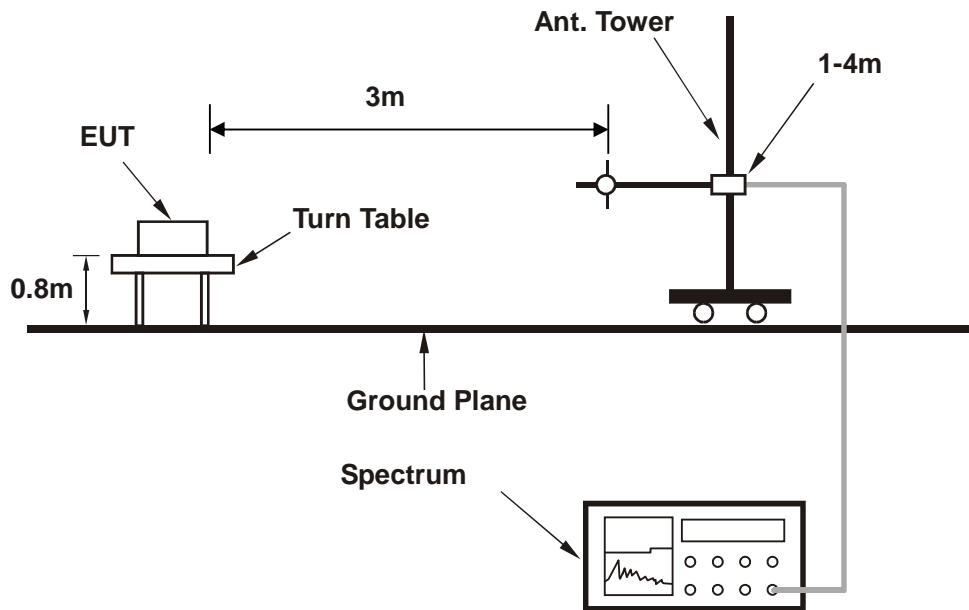 Ant. Tower
1-4m
3m
EUT
Turn Table
0.8m
Ground Plane
Spectrum